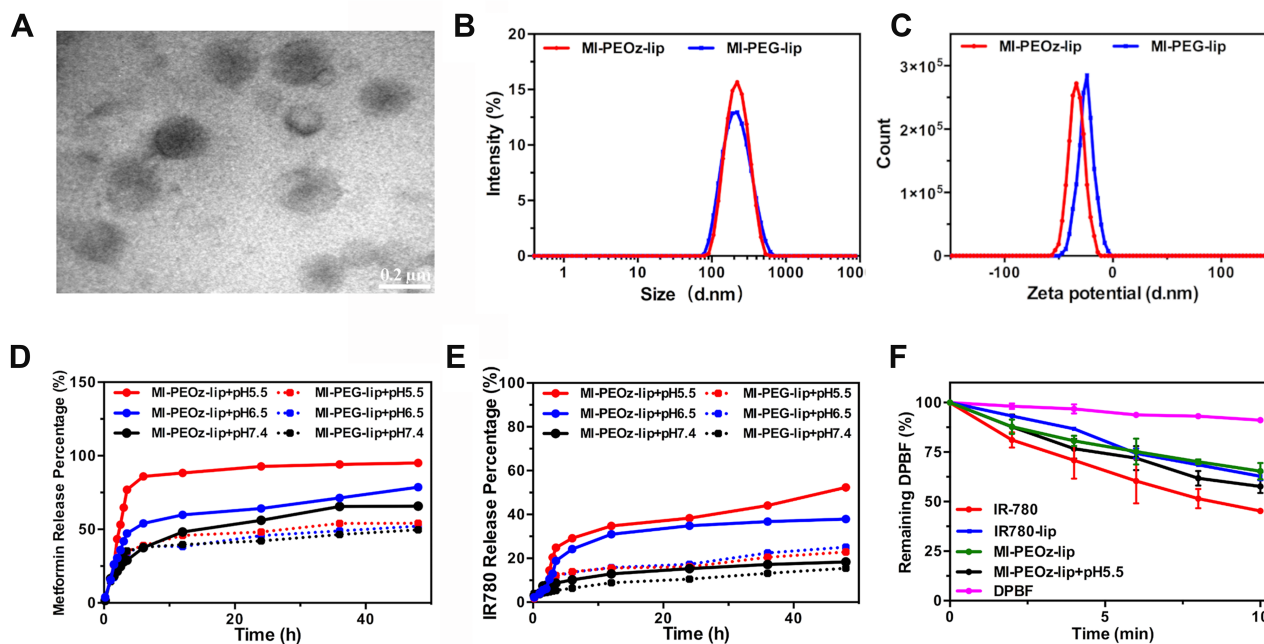 A
0.2 μm
B
MI-PEOz-lip
MI-PEG-lip
Intensity (%)
20
15
10
5
0
1
10
100
1000
Size (d.nm)
C
MI-PEOz-lip
MI-PEG-lip
Count
3×10⁵
2×10⁵
1×10⁵
0
-100
0
100
Zeta potential (d.nm)
D
Metformin Release Percentage (%)
150
100
50
0
MI-PEOz-lip+pH5.5
MI-PEG-lip+pH5.5
MI-PEOz-lip+pH6.5
MI-PEG-lip+pH6.5
MI-PEOz-lip+pH7.4
MI-PEG-lip+pH7.4
0
20
40
Time (h)
E
IR780 Release Percentage (%)
100
80
60
40
20
0
MI-PEOz-lip+pH5.5
MI-PEG-lip+pH5.5
MI-PEOz-lip+pH6.5
MI-PEG-lip+pH6.5
MI-PEOz-lip+pH7.4
MI-PEG-lip+pH7.4
0
20
40
Time (h)
F
Remaining DPBF (%)
100
75
50
25
0
IR-780
IR780-lip
MI-PEOz-lip
MI-PEOz-lip+pH5.5
DPBF
0
5
10
Time (min)